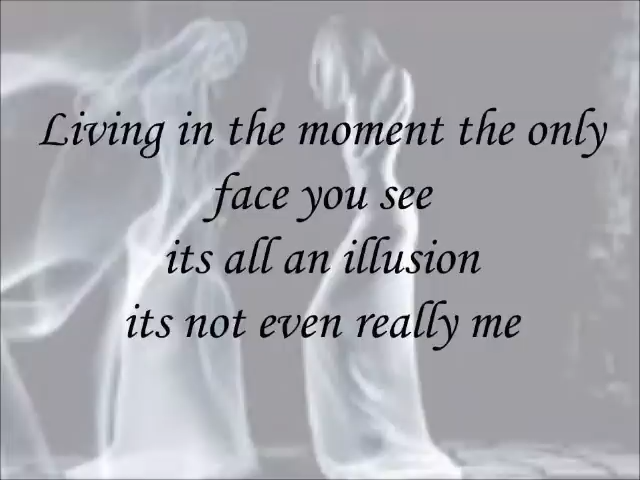 Living in the moment the only
face you see
its all an illusion
its not even really me